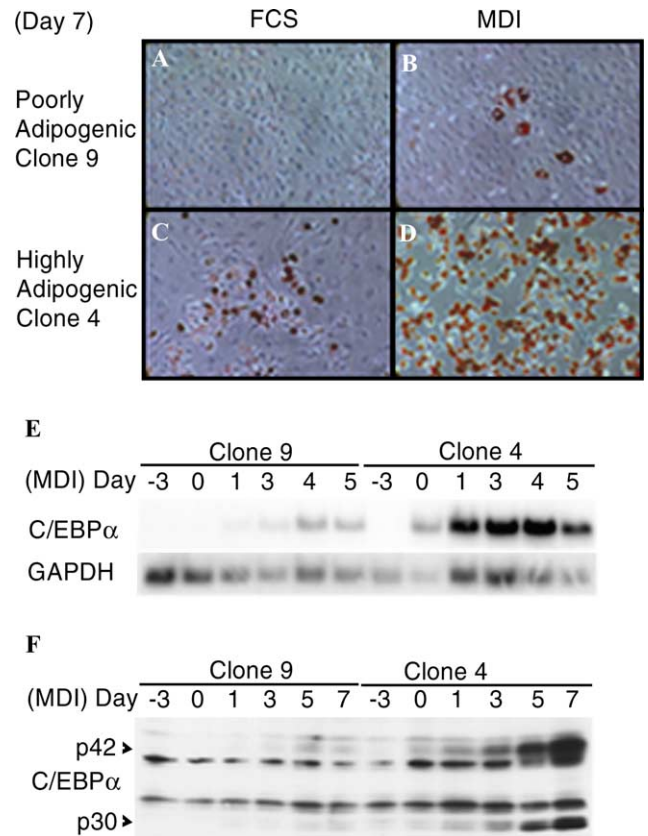 (Day 7) FCS MDI
A B
Poorly
Adipogenic
Clone 9
C D
Highly
Adipogenic
Clone 4
E
Clone 9 Clone 4
(MDI) Day -3 0 1 3 4 5 -3 0 1 3 4 5
C/EBPα
GAPDH
F
Clone 9 Clone 4
(MDI) Day -3 0 1 3 5 7 -3 0 1 3 5 7
p42
C/EBPα
p30